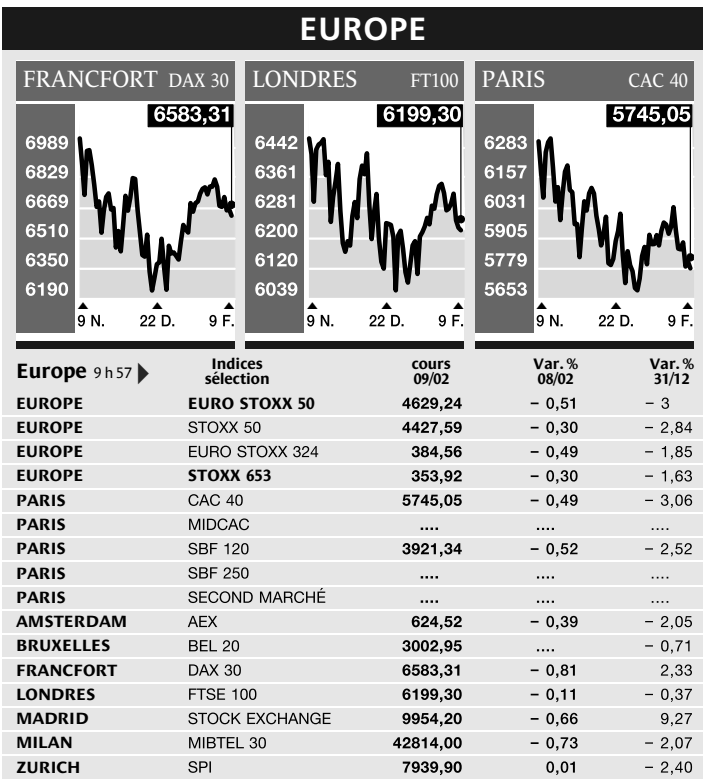 EUROPE
FRANCFORT DAX 30
6583,31
6989
6829
6669
6510
6350
6190
9 N. 22 D. 9 F.
LONDRES FT100
6199,30
6442
6361
6281
6200
6120
6039
9 N. 22 D. 9 F.
PARIS CAC 40
5745,05
6283
6157
6031
5905
5779
5653
9 N. 22 D. 9 F.
Europe 9 h 57 Indices sélection cours 09/02 Var. % 08/02 Var. % 31/12
EUROPE EURO STOXX 50 4629,24 – 0,51 – 3
EUROPE STOXX 50 4427,59 – 0,30 – 2,84
EUROPE EURO STOXX 324 384,56 – 0,49 – 1,85
EUROPE STOXX 653 353,92 – 0,30 – 1,63
PARIS CAC 40 5745,05 – 0,49 – 3,06
PARIS MIDCAC .... .... ....
PARIS SBF 120 3921,34 – 0,52 – 2,52
PARIS SBF 250 .... .... ....
PARIS SECOND MARCHÉ .... .... ....
AMSTERDAM AEX 624,52 – 0,39 – 2,05
BRUXELLES BEL 20 3002,95 .... – 0,71
FRANCFORT DAX 30 6583,31 – 0,81 2,33
LONDRES FTSE 100 6199,30 – 0,11 – 0,37
MADRID STOCK EXCHANGE 9954,20 – 0,66 9,27
MILAN MIBTEL 30 42814,00 – 0,73 – 2,07
ZURICH SPI 7939,90 0,01 – 2,40